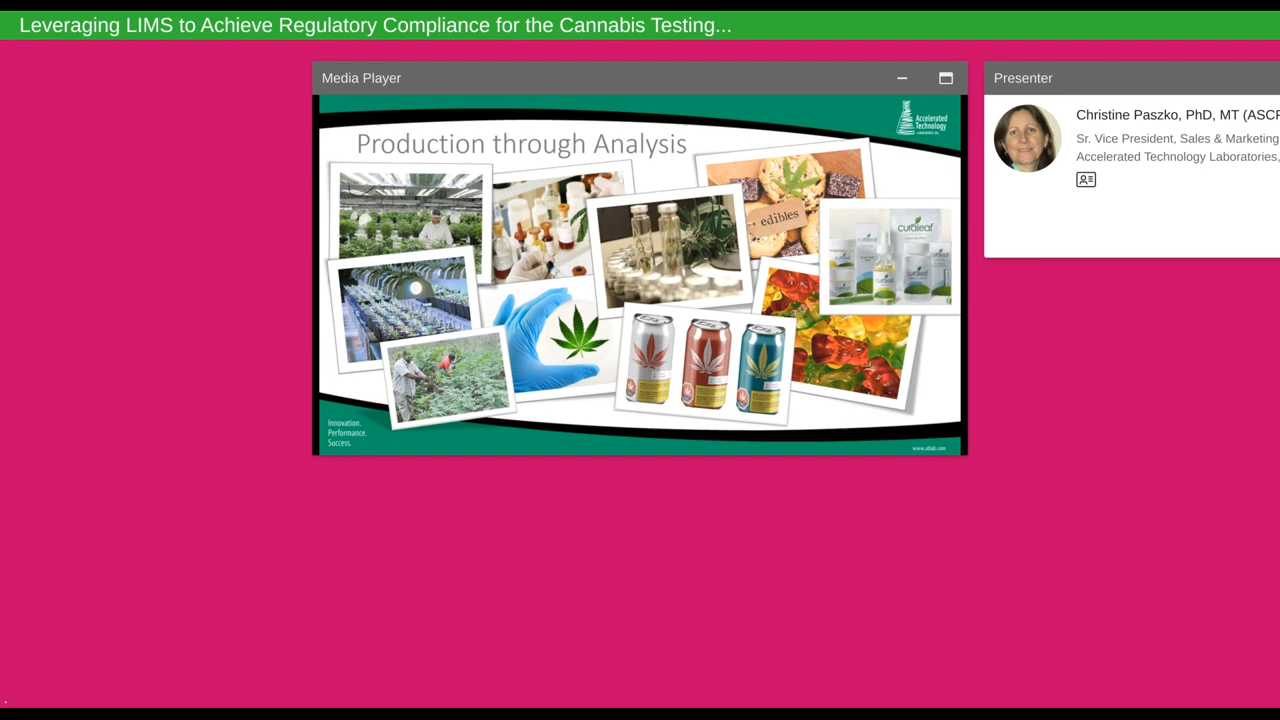 Leveraging LIMS to Achieve Regulatory Compliance for the Cannabis Testing...
Media Player
Presenter
Accelerated
Technology
LABORATORIES, INC.
Production through Analysis
edibles
curaleaf
Christine Paszko, PhD, MT (ASCP
Sr. Vice President, Sales & Marketing
Accelerated Technology Laboratories,
Innovation.
Performance.
Success.
www.atlab.com